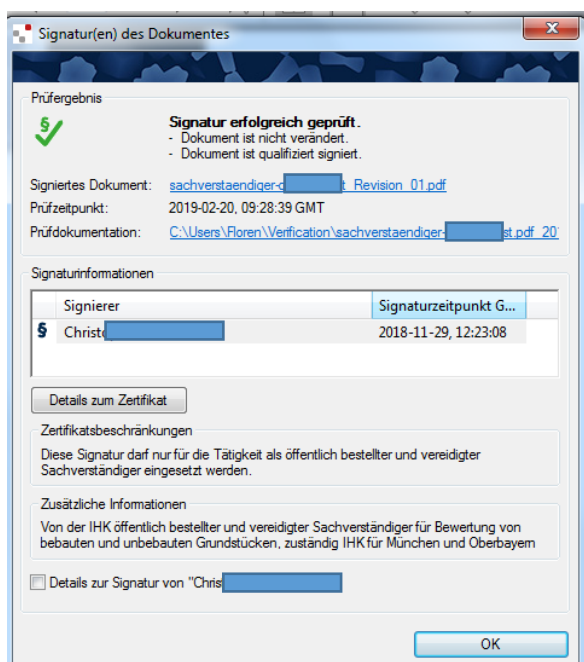 Signatur(en) des Dokumentes
Prüfergebnis
§
Signatur erfolgreich geprüft.
- Dokument ist nicht verändert.
- Dokument ist qualifiziert signiert.
Signiertes Dokument: sachverstaendiger- t_Revision_01.pdf
Prüfzeitpunkt: 2019-02-20, 09:28:39 GMT
Prüfdokumentation: C:\Users\Floren\Verification\sachverstaendiger- st.pdf_20
Signaturinformationen
Signierer Signaturzeitpunkt G...
§ Christ 2018-11-29, 12:23:08
Details zum Zertifikat
Zertifikatsbeschränkungen
Diese Signatur darf nur für die Tätigkeit als öffentlich bestellter und vereidigter
Sachverständiger eingesetzt werden.
Zusätzliche Informationen
Von der IHK öffentlich bestellter und vereidigter Sachverständiger für Bewertung von
bebauten und unbebauten Grundstücken, zuständig IHK für München und Oberbayern
Details zur Signatur von "Chris
OK